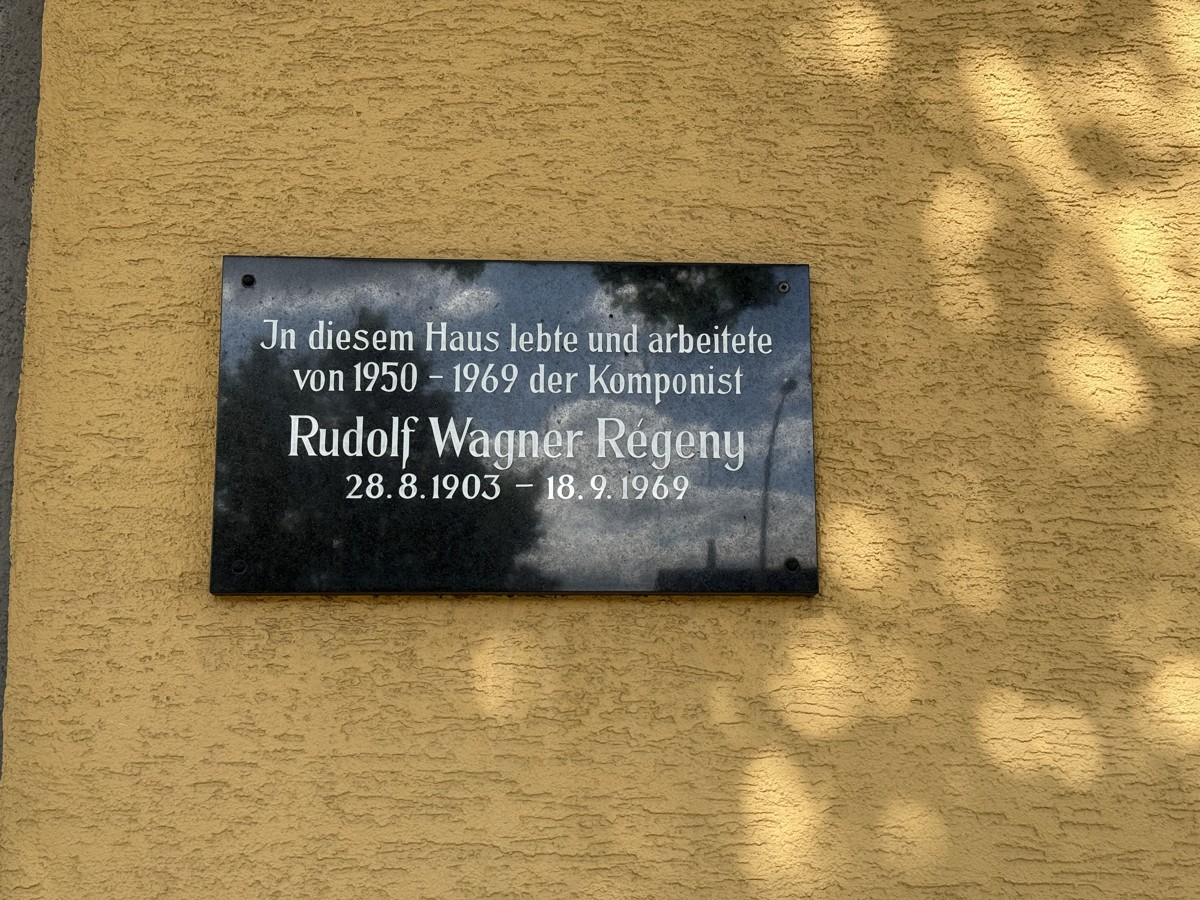 In diesem Haus lebte und arbeitete
von 1950 – 1969 der Komponist
Rudolf Wagner Régeny
28.8.1903 – 18.9.1969